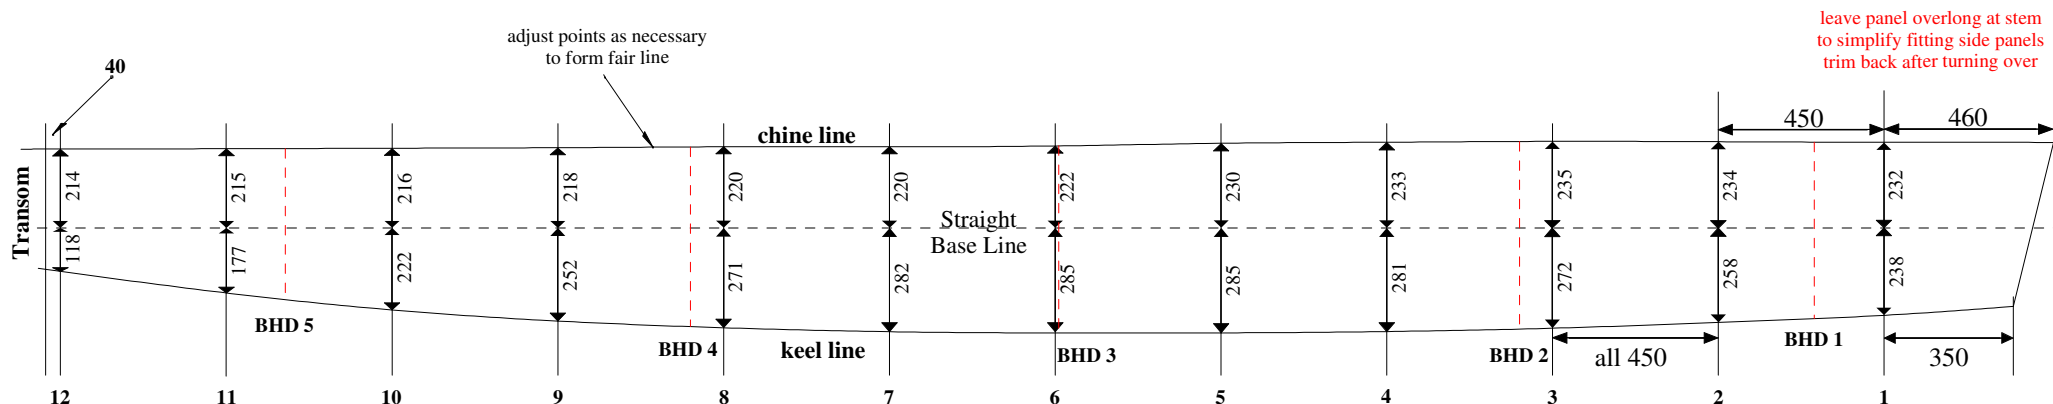 leave panel overlong at stem
to simplify fitting side panels
trim back after turning over
adjust points as necessary
to form fair line
40
450
460
chine line
Transom
214
215
216
218
220
220
222
230
233
235
234
232
Straight
Base Line
118
177
222
252
271
282
285
285
281
272
258
238
BHD 5
BHD 4
keel line
BHD 3
BHD 2
all 450
BHD 1
350
12
11
10
9
8
7
6
5
4
3
2
1